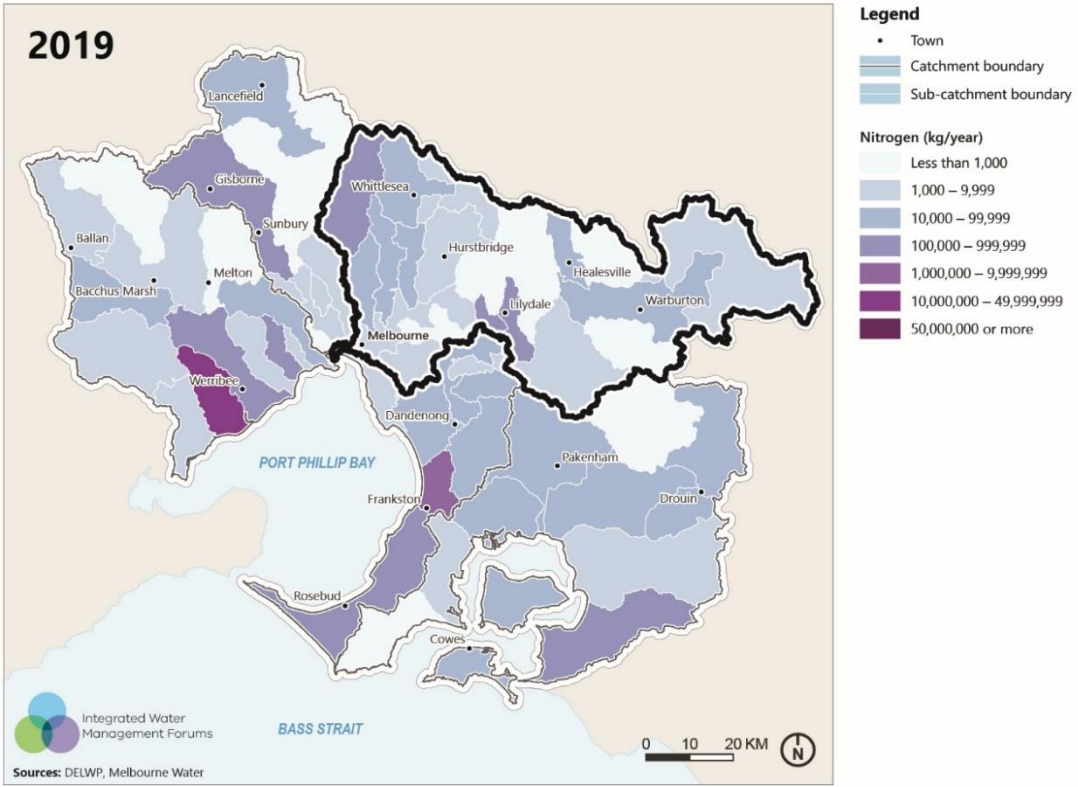 2019
Lancefield
Gisborne
Whittlesea
Sunbury
Ballan
Hurstbridge
Healesville
Melton
Bacchus Marsh
Lilydale
Warburton
Melbourne
Werribee
Dandenong
PORT PHILLIP BAY
Pakenham
Frankston
Drouin
Rosebud
Cowes
BASS STRAIT
Integrated Water
Management Forums
0 10 20 KM
N
Sources: DELWP, Melbourne Water
Legend
Town
Catchment boundary
Sub-catchment boundary
Nitrogen (kg/year)
Less than 1,000
1,000 – 9,999
10,000 – 99,999
100,000 – 999,999
1,000,000 – 9,999,999
10,000,000 – 49,999,999
50,000,000 or more